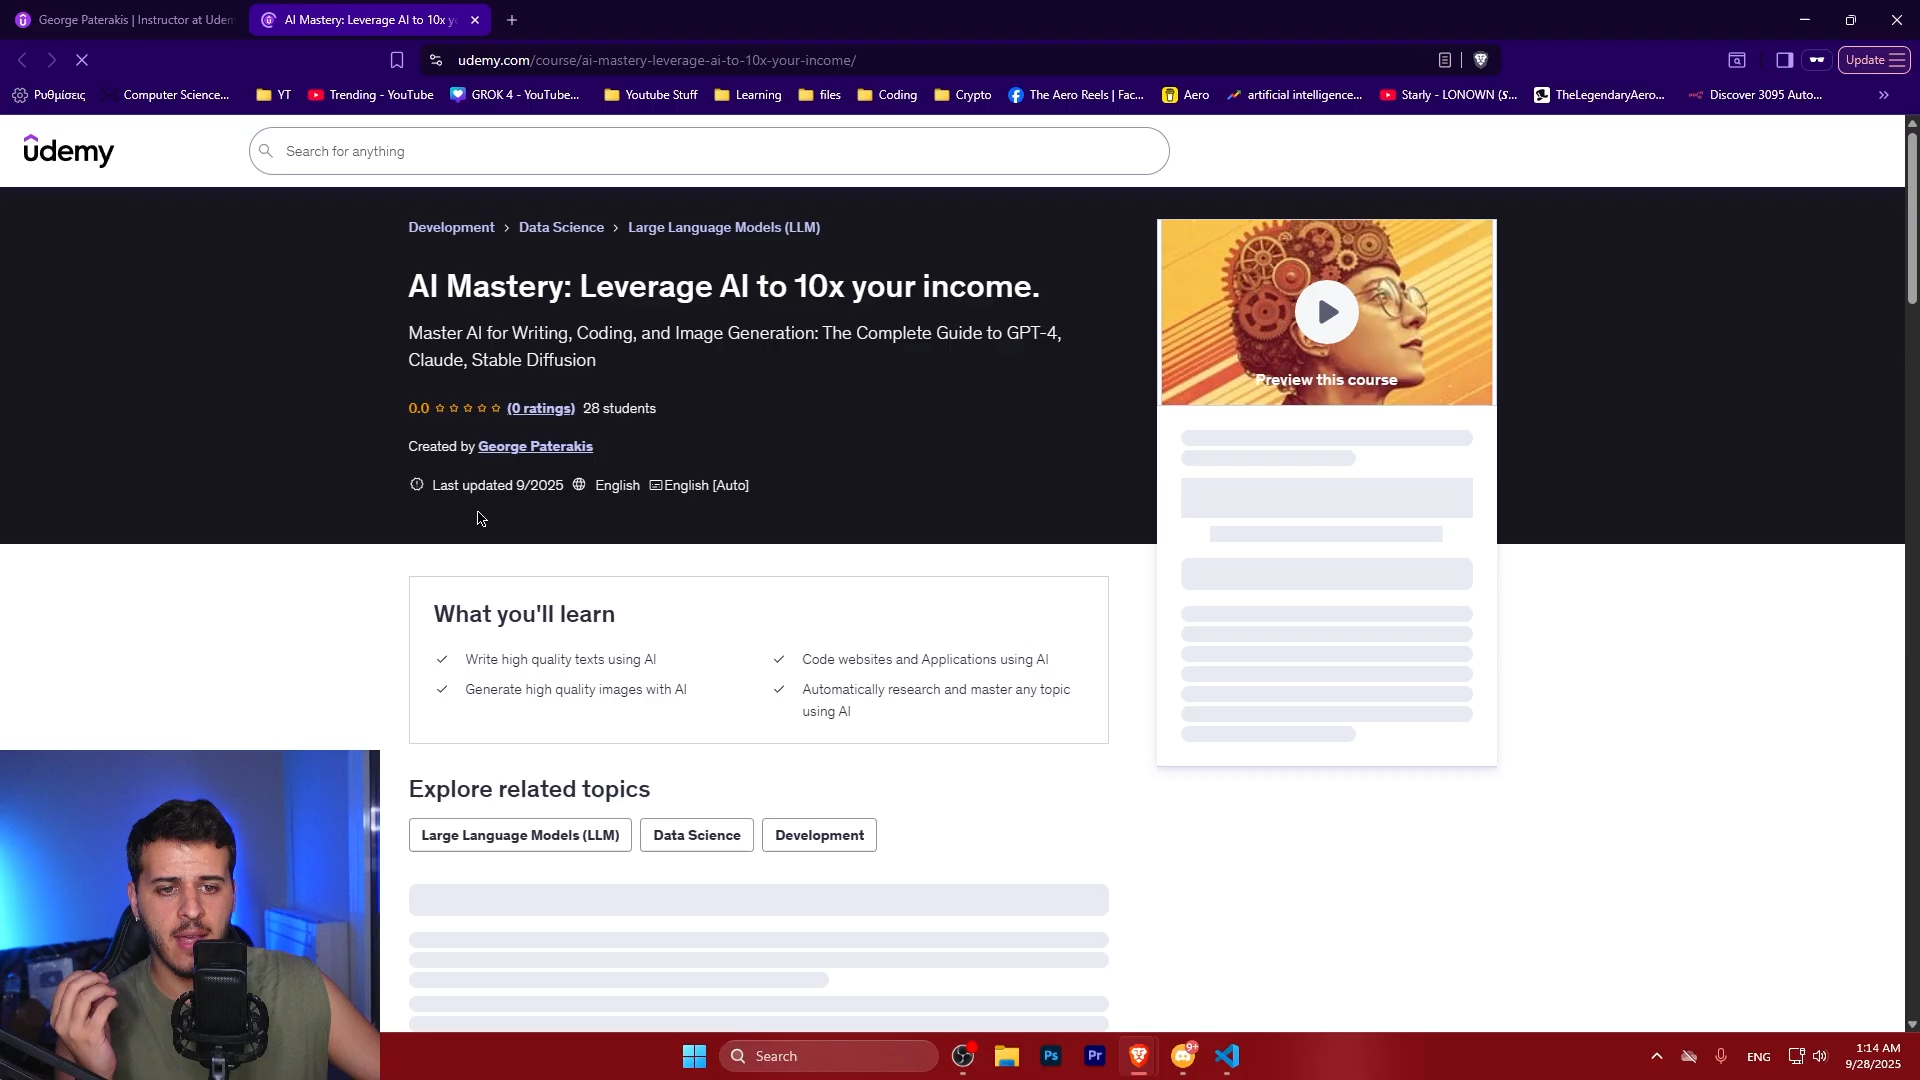 George Paterakis | Instructor at Udem
AI Mastery: Leverage AI to 10x y
udemy.com/course/ai-mastery-leverage-ai-to-10x-your-income/
Update
Ρυθμίσεις
Computer Science...
YT
Trending - YouTube
GROK 4 - YouTube...
Youtube Stuff
Learning
files
Coding
Crypto
The Aero Reels | Fac...
Aero
artificial intelligence...
Starly - LONOWN (𝑺...
TheLegendaryAero...
Discover 3095 Auto...
udemy
Search for anything
Development > Data Science > Large Language Models (LLM)
AI Mastery: Leverage AI to 10x your income.
Master AI for Writing, Coding, and Image Generation: The Complete Guide to GPT-4,
Claude, Stable Diffusion
0.0 (0 ratings) 28 students
Created by George Paterakis
Last updated 9/2025 English English [Auto]
Preview this course
What you'll learn
Write high quality texts using AI
Code websites and Applications using AI
Generate high quality images with AI
Automatically research and master any topic
using AI
Explore related topics
Large Language Models (LLM)
Data Science
Development
Search
Ps
Pr
9+
ENG
1:14 AM
9/28/2025